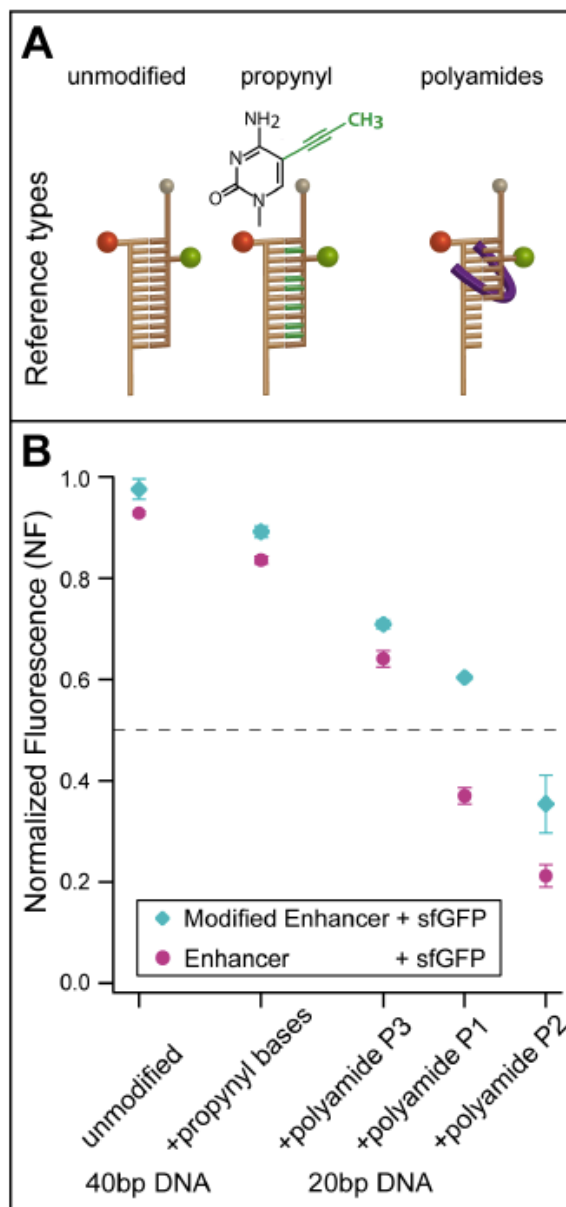 A
unmodified propynyl polyamides
NH2
CH3
N
O
N
Reference types
B
Normalized Fluorescence (NF)
1.0
0.8
0.6
0.4
0.2
0.0
Modified Enhancer + sfGFP
Enhancer + sfGFP
unmodified
+propynyl bases
+polyamide P3
+polyamide P1
+polyamide P2
40bp DNA 20bp DNA